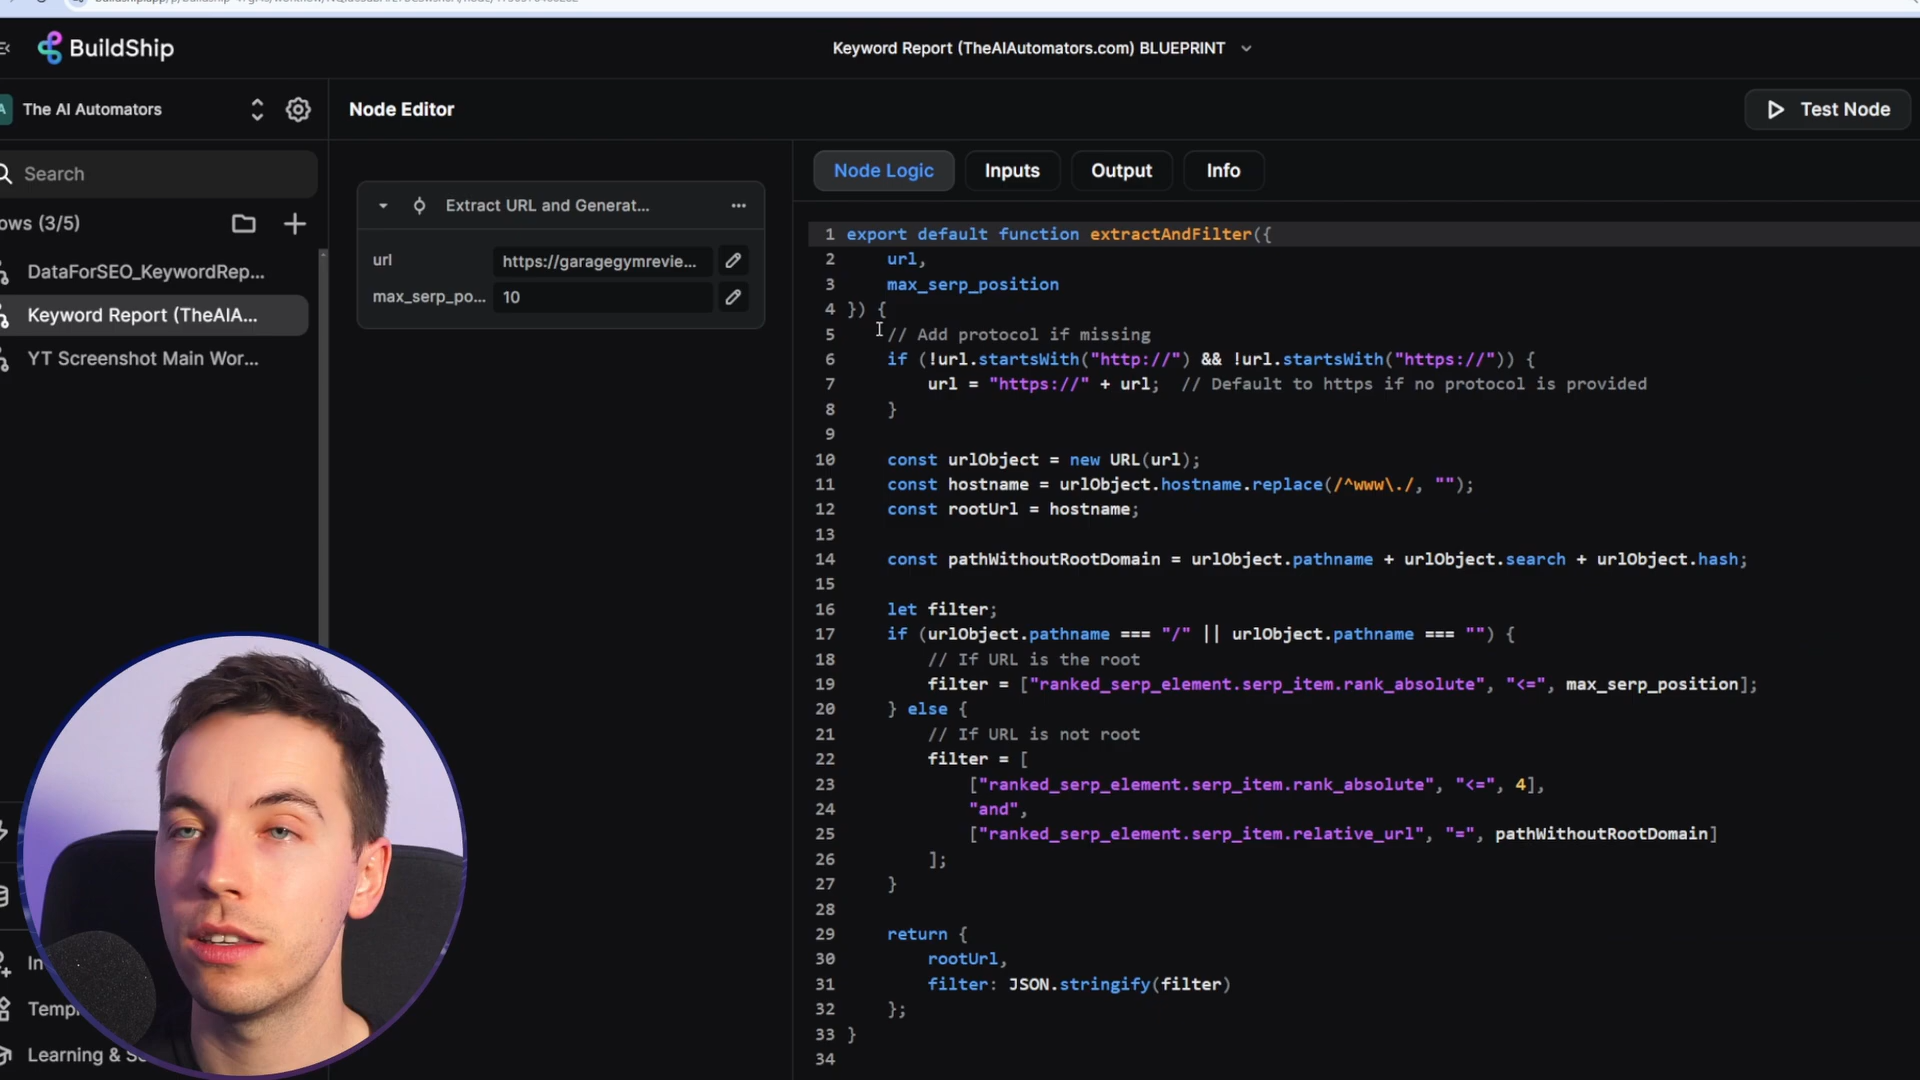 BuildShip
Keyword Report (TheAIAutomators.com) BLUEPRINT
The AI Automators
Node Editor
Test Node
Search
ows (3/5)
DataForSEO_KeywordRep...
Keyword Report (TheAIA...
YT Screenshot Main Wor...
Extract URL and Generat...
url
https://garagegymrevie...
max_serp_po...
10
Node Logic
Inputs
Output
Info
1 export default function extractAndFilter({
2 url,
3 max_serp_position
4 }) {
5 // Add protocol if missing
6 if (!url.startsWith("http://") && !url.startsWith("https://")) {
7 url = "https://" + url; // Default to https if no protocol is provided
8 }
9
10 const urlObject = new URL(url);
11 const hostname = urlObject.hostname.replace(/^www\./, "");
12 const rootUrl = hostname;
13
14 const pathWithoutRootDomain = urlObject.pathname + urlObject.search + urlObject.hash;
15
16 let filter;
17 if (urlObject.pathname === "/" || urlObject.pathname === "") {
18 // If URL is the root
19 filter = ["ranked_serp_element.serp_item.rank_absolute", "<=", max_serp_position];
20 } else {
21 // If URL is not root
22 filter = [
23 ["ranked_serp_element.serp_item.rank_absolute", "<=", 4],
24 "and",
25 ["ranked_serp_element.serp_item.relative_url", "=", pathWithoutRootDomain]
26 ];
27 }
28
29 return {
30 rootUrl,
31 filter: JSON.stringify(filter)
32 };
33 }
34
In
Temp
Learning & S